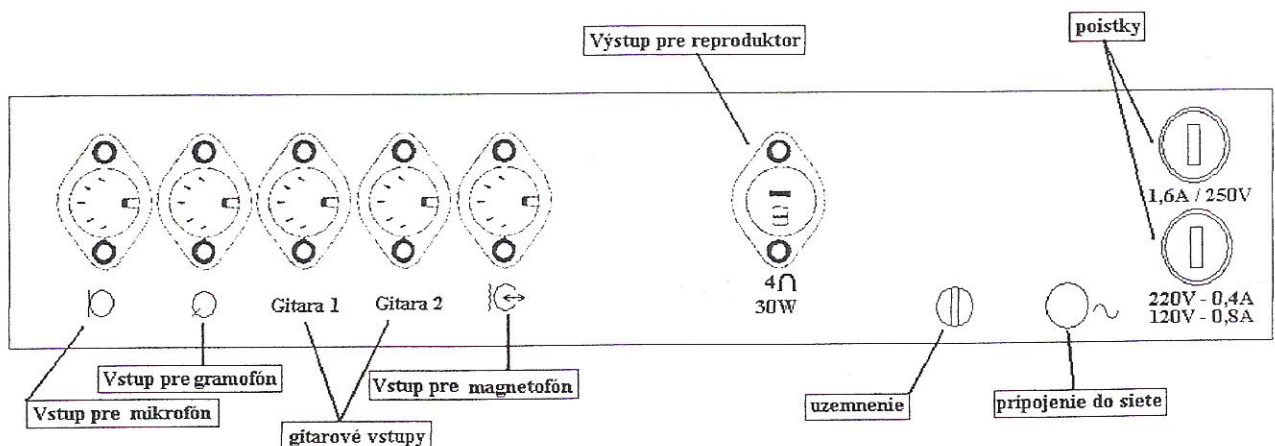 Výstup pre reproduktor
poistky
1,6A / 250V
4Ո
30W
220V - 0,4A
120V - 0,8A
Gitara 1
Gitara 2
Vstup pre gramofón
Vstup pre magnetofón
Vstup pre mikrofón
gitarové vstupy
uzemnenie
pripojenie do siete